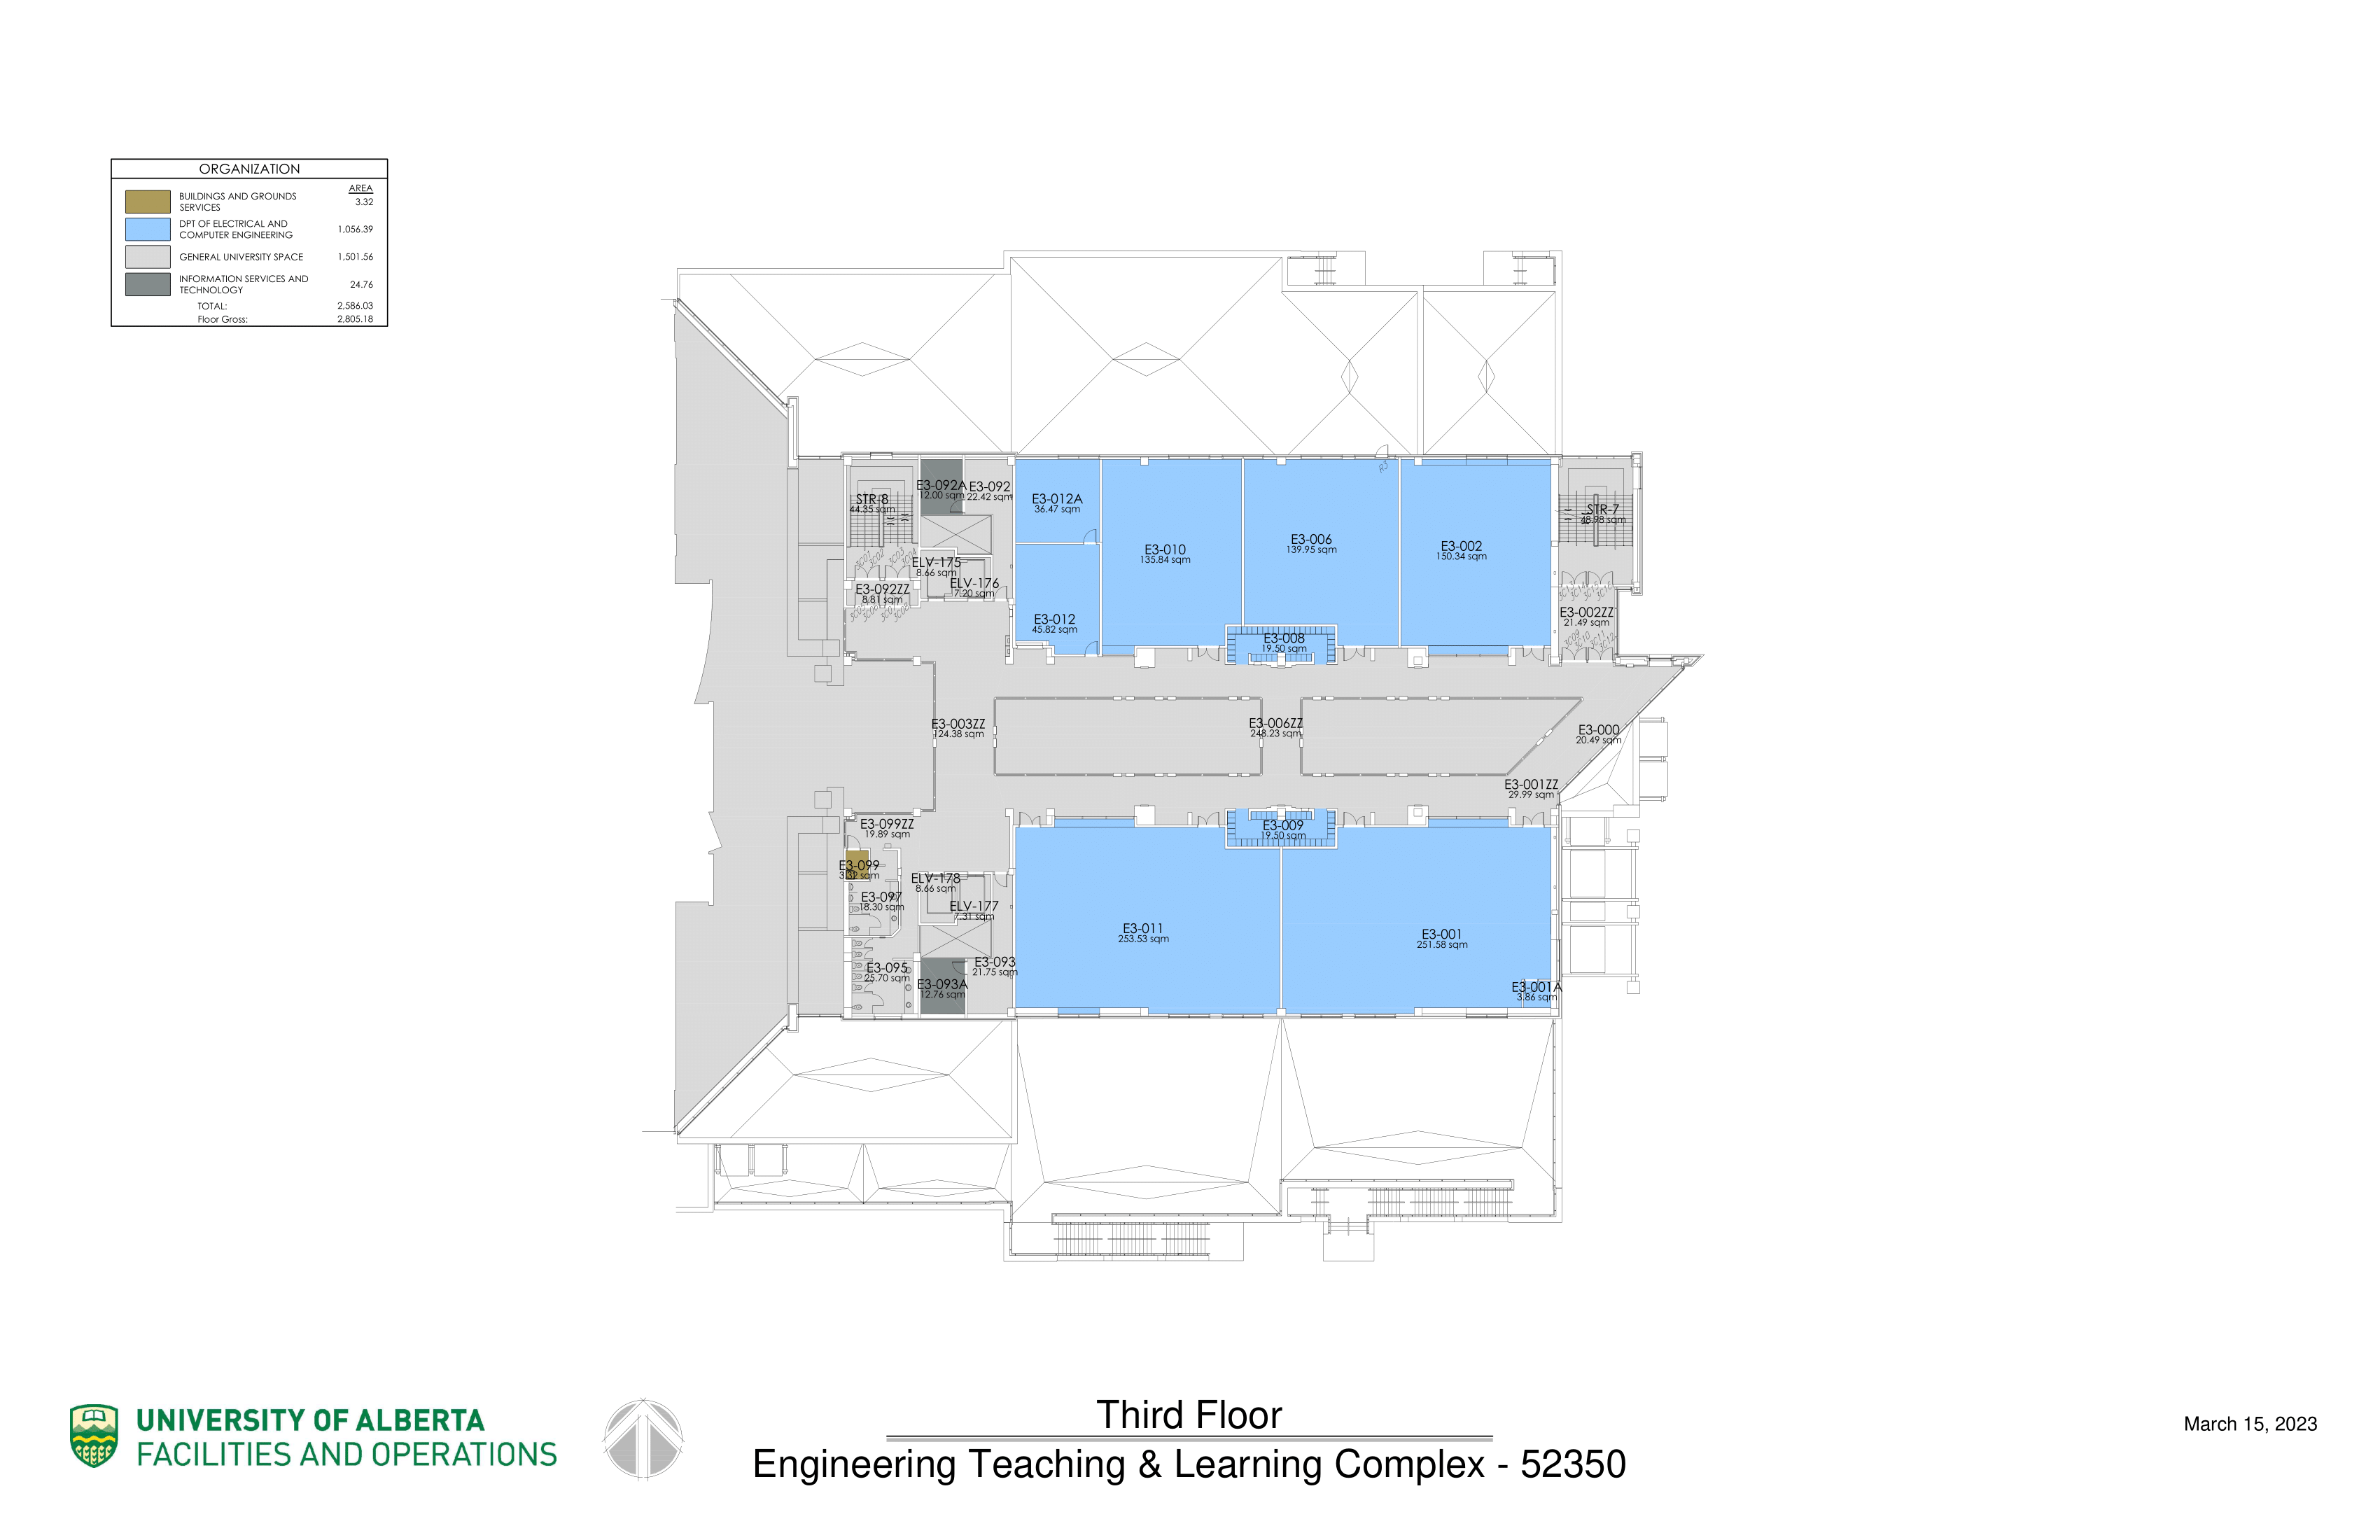 ORGANIZATION
AREA
BUILDINGS AND GROUNDS
SERVICES
3.32
DPT OF ELECTRICAL AND
COMPUTER ENGINEERING
1,056.39
GENERAL UNIVERSITY SPACE
1,501.56
INFORMATION SERVICES AND
TECHNOLOGY
24.76
TOTAL:
2,586.03
Floor Gross:
2,805.18
STR-8
44.35 sqm
E3-092A
12.00 sqm
E3-092
22.42 sqm
E3-012A
36.47 sqm
E3-010
135.84 sqm
E3-006
139.95 sqm
R3
E3-002
150.34 sqm
STR-7
48.98 sqm
ELV-175
8.66 sqm
ELV-176
7.20 sqm
E3-092ZZ
8.81 sqm
E3-012
45.82 sqm
E3-008
19.50 sqm
E3-002ZZ
21.49 sqm
E3-003ZZ
124.38 sqm
E3-006ZZ
248.23 sqm
E3-000
20.49 sqm
E3-001ZZ
29.99 sqm
E3-099ZZ
19.89 sqm
E3-009
19.50 sqm
E3-099
3.32 sqm
ELV-178
8.66 sqm
E3-097
18.30 sqm
ELV-177
7.31 sqm
E3-011
253.53 sqm
E3-001
251.58 sqm
E3-095
25.70 sqm
E3-093
21.75 sqm
E3-093A
12.76 sqm
E3-001A
3.86 sqm
UNIVERSITY OF ALBERTA
FACILITIES AND OPERATIONS
Third Floor
Engineering Teaching & Learning Complex - 52350
March 15, 2023